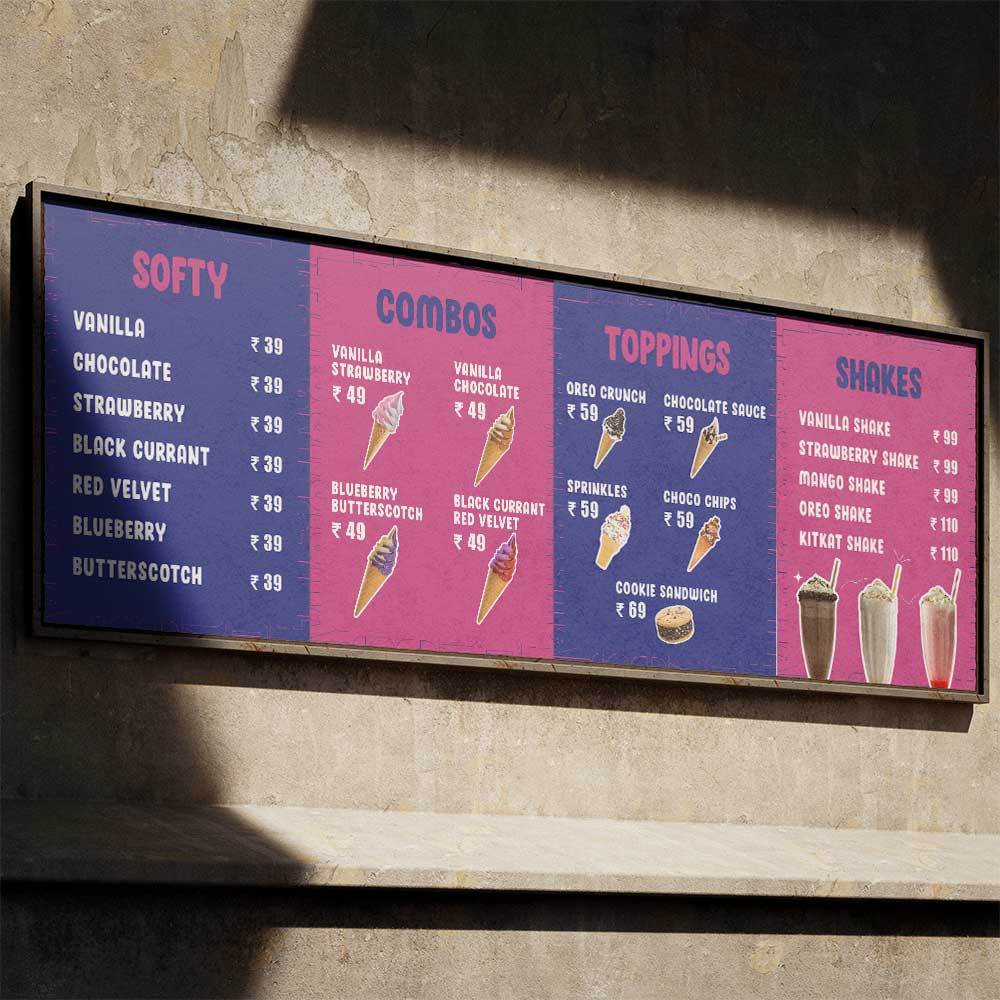 SOFTY
VANILLA ₹ 39
CHOCOLATE ₹ 39
STRAWBERRY ₹ 39
BLACK CURRANT ₹ 39
RED VELVET ₹ 39
BLUEBERRY ₹ 39
BUTTERSCOTCH ₹ 39
COMBOS
VANILLA
STRAWBERRY
₹ 49
VANILLA
CHOCOLATE
₹ 49
BLUEBERRY
BUTTERSCOTCH
₹ 49
BLACK CURRANT
RED VELVET
₹ 49
TOPPINGS
OREO CRUNCH
₹ 59
CHOCOLATE SAUCE
₹ 59
SPRINKLES
₹ 59
CHOCO CHIPS
₹ 59
COOKIE SANDWICH
₹ 69
SHAKES
VANILLA SHAKE ₹ 99
STRAWBERRY SHAKE ₹ 99
MANGO SHAKE ₹ 99
OREO SHAKE ₹ 110
KITKAT SHAKE ₹ 110